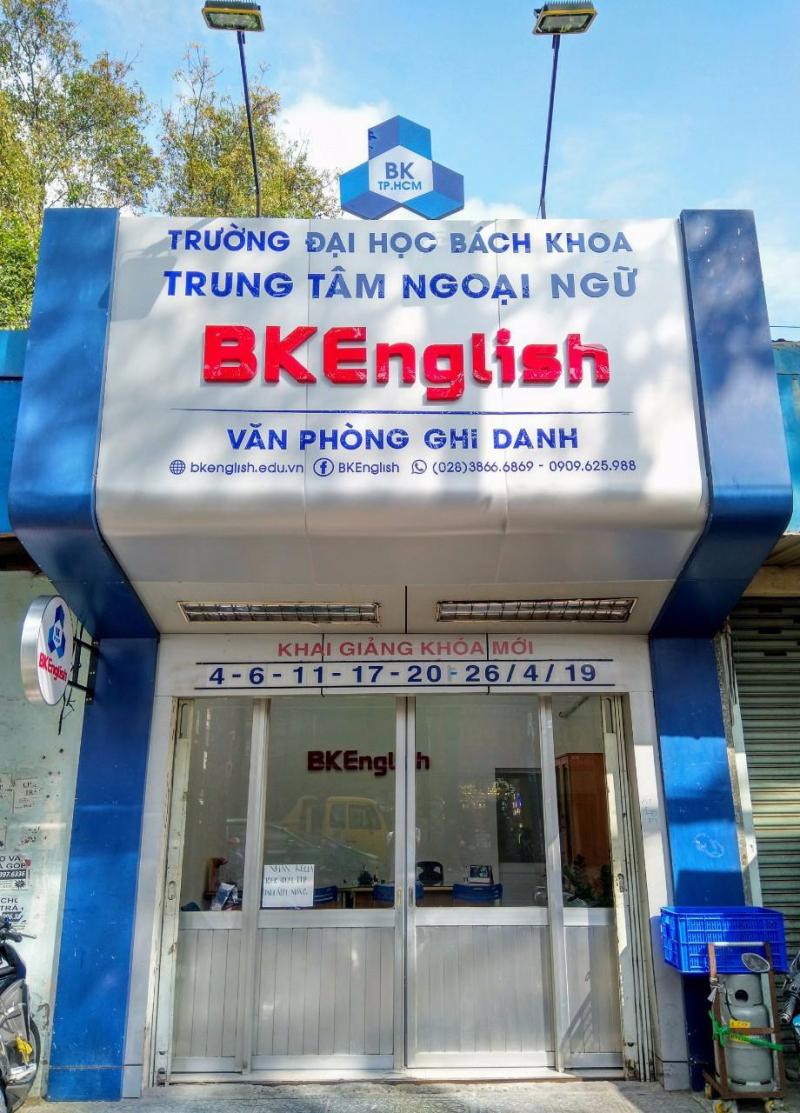 BK
TP.HCM
TRƯỜNG ĐẠI HỌC BÁCH KHOA
TRUNG TÂM NGOẠI NGỮ
BKEnglish
VĂN PHÒNG GHI DANH
bkenglish.edu.vn BKEnglish (028)3866.6869 - 0909.625.988
BK
BKEnglish
KHAI GIẢNG KHÓA MỚI
4 - 6 - 11 - 17 - 20 - 26 / 4 / 19
BKEnglish